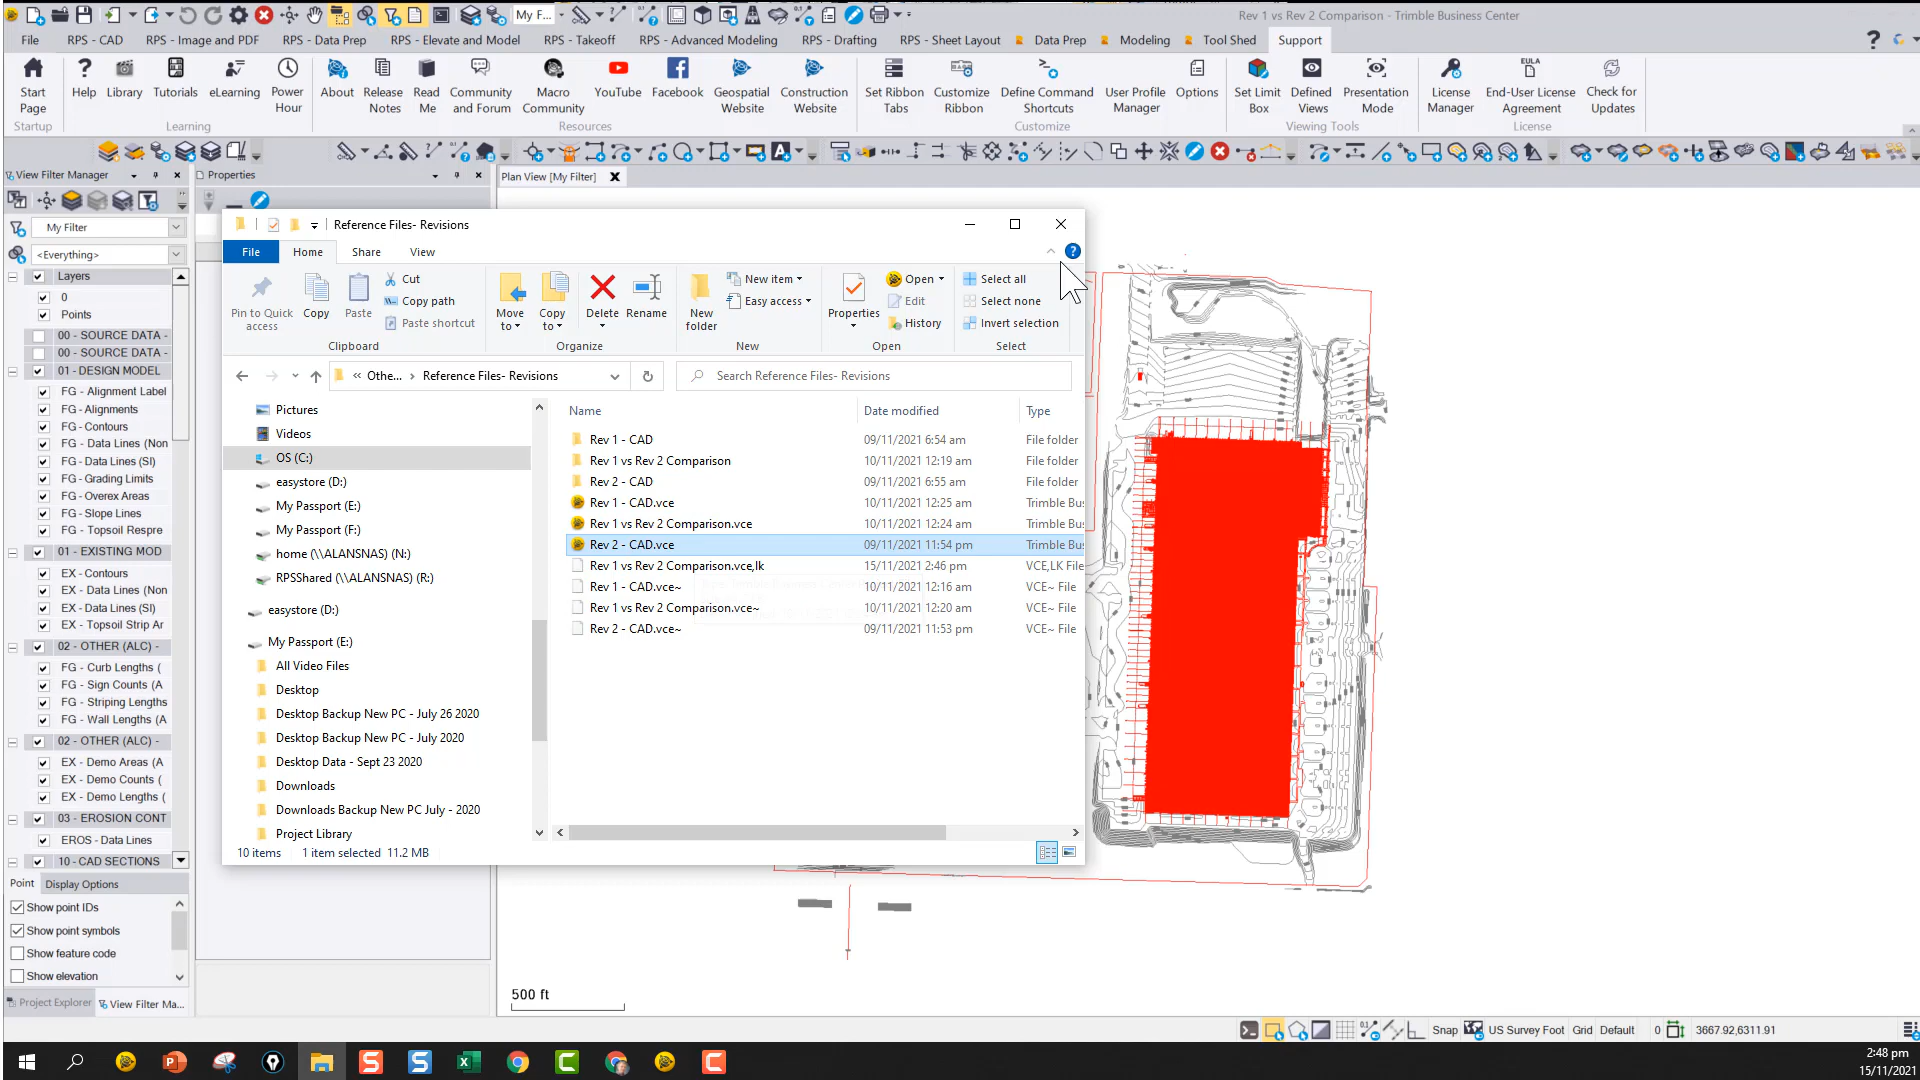 My F...
Rev 1 vs Rev 2 Comparison - Trimble Business Center
File RPS - CAD RPS - Image and PDF RPS - Data Prep RPS - Elevate and Model RPS - Takeoff RPS - Advanced Modeling RPS - Drafting RPS - Sheet Layout Data Prep Modeling Tool Shed Support
Start Page Help Library Tutorials eLearning Power Hour About Release Notes Read Me Community and Forum Macro Community YouTube Facebook Geospatial Website Construction Website Set Ribbon Tabs Customize Ribbon Define Command Shortcuts User Profile Manager Options Set Limit Box Defined Views Presentation Mode License Manager EULA End-User License Agreement Check for Updates
Startup Learning Resources Customize Viewing Tools License
View Filter Manager
Properties
Plan View [My Filter]
My Filter
<Everything>
Layers
0
Points
00 - SOURCE DATA -
00 - SOURCE DATA -
01 - DESIGN MODEL
FG - Alignment Label
FG - Alignments
FG - Contours
FG - Data Lines (Non
FG - Data Lines (SI)
FG - Grading Limits
FG - Overex Areas
FG - Slope Lines
FG - Topsoil Respre
01 - EXISTING MOD
EX - Contours
EX - Data Lines (Non
EX - Data Lines (SI)
EX - Topsoil Strip Ar
02 - OTHER (ALC) -
FG - Curb Lengths (
FG - Sign Counts (A
FG - Striping Lengths
FG - Wall Lengths (A
02 - OTHER (ALC) -
EX - Demo Areas (A
EX - Demo Counts (
EX - Demo Lengths (
03 - EROSION CONT
EROS - Data Lines
10 - CAD SECTIONS
Point Display Options
Show point IDs
Show point symbols
Show feature code
Show elevation
Project Explorer View Filter Ma...
Reference Files- Revisions
File Home Share View
Pin to Quick access
Copy
Paste
Cut
Copy path
Paste shortcut
Clipboard
Move to
Copy to
Delete
Rename
Organize
New folder
New item
Easy access
New
Properties
Open
Edit
History
Open
Select all
Select none
Invert selection
Select
« Othe... › Reference Files- Revisions
Search Reference Files- Revisions
Pictures
Videos
OS (C:)
easystore (D:)
My Passport (E:)
My Passport (F:)
home (\\ALANSNAS) (N:)
RPSShared (\\ALANSNAS) (R:)
easystore (D:)
My Passport (E:)
All Video Files
Desktop
Desktop Backup New PC - July 26 2020
Desktop Backup New PC - July 2020
Desktop Data - Sept 23 2020
Downloads
Downloads Backup New PC July - 2020
Project Library
Name Date modified Type
Rev 1 - CAD 09/11/2021 6:54 am File folder
Rev 1 vs Rev 2 Comparison 10/11/2021 12:19 am File folder
Rev 2 - CAD 09/11/2021 6:55 am File folder
Rev 1 - CAD.vce 10/11/2021 12:25 am Trimble Bus
Rev 1 vs Rev 2 Comparison.vce 10/11/2021 12:24 am Trimble Bus
Rev 2 - CAD.vce 09/11/2021 11:54 pm Trimble Bus
Rev 1 vs Rev 2 Comparison.vce,lk 15/11/2021 2:46 pm VCE,LK File
Rev 1 - CAD.vce~ 10/11/2021 12:16 am VCE~ File
Rev 1 vs Rev 2 Comparison.vce~ 10/11/2021 12:20 am VCE~ File
Rev 2 - CAD.vce~ 09/11/2021 11:53 pm VCE~ File
10 items 1 item selected 11.2 MB
500 ft
Snap US Survey Foot Grid Default 0 3667.92,6311.91
2:48 pm
15/11/2021